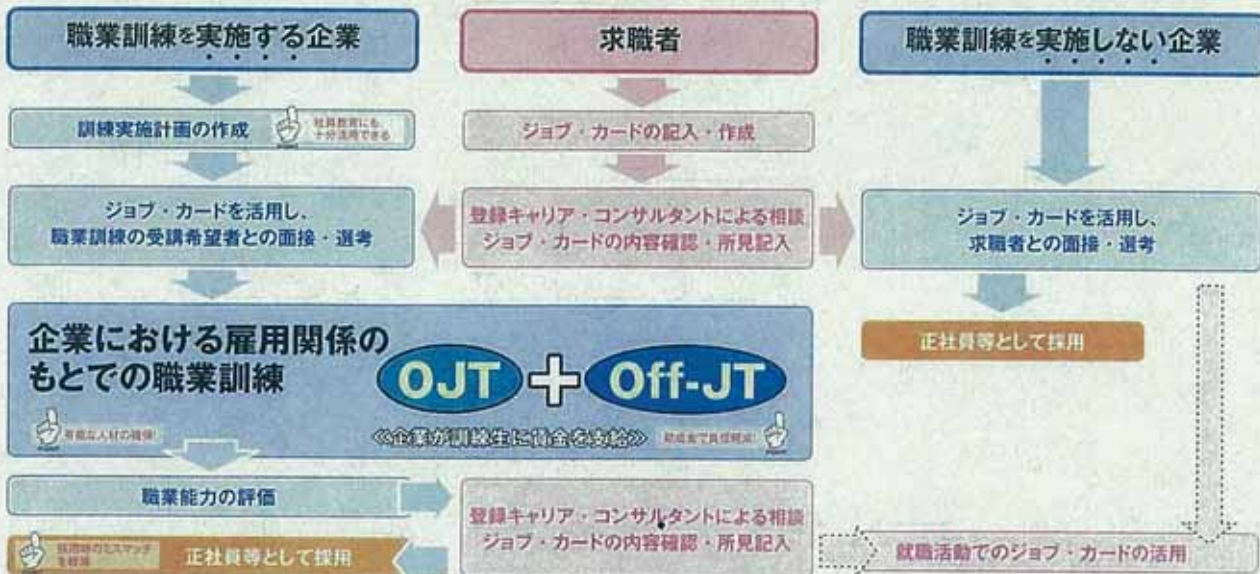 職業訓練を実施する企業
求職者
職業訓練を実施しない企業
訓練実施計画の作成
社員教育にも、
十分活用できる
ジョブ・カードの記入・作成
ジョブ・カードを活用し、
職業訓練の受講希望者との面接・選考
登録キャリア・コンサルタントによる相談
ジョブ・カードの内容確認・所見記入
ジョブ・カードを活用し、
求職者との面接・選考
企業における雇用関係の
もとでの職業訓練
OJT + Off-JT
有能な人材の確保!
≪企業が訓練生に賃金を支給≫
助成金で負担軽減!
正社員等として採用
職業能力の評価
登録キャリア・コンサルタントによる相談
ジョブ・カードの内容確認・所見記入
採用時のミスマッチ
を軽減
正社員等として採用
就職活動でのジョブ・カードの活用